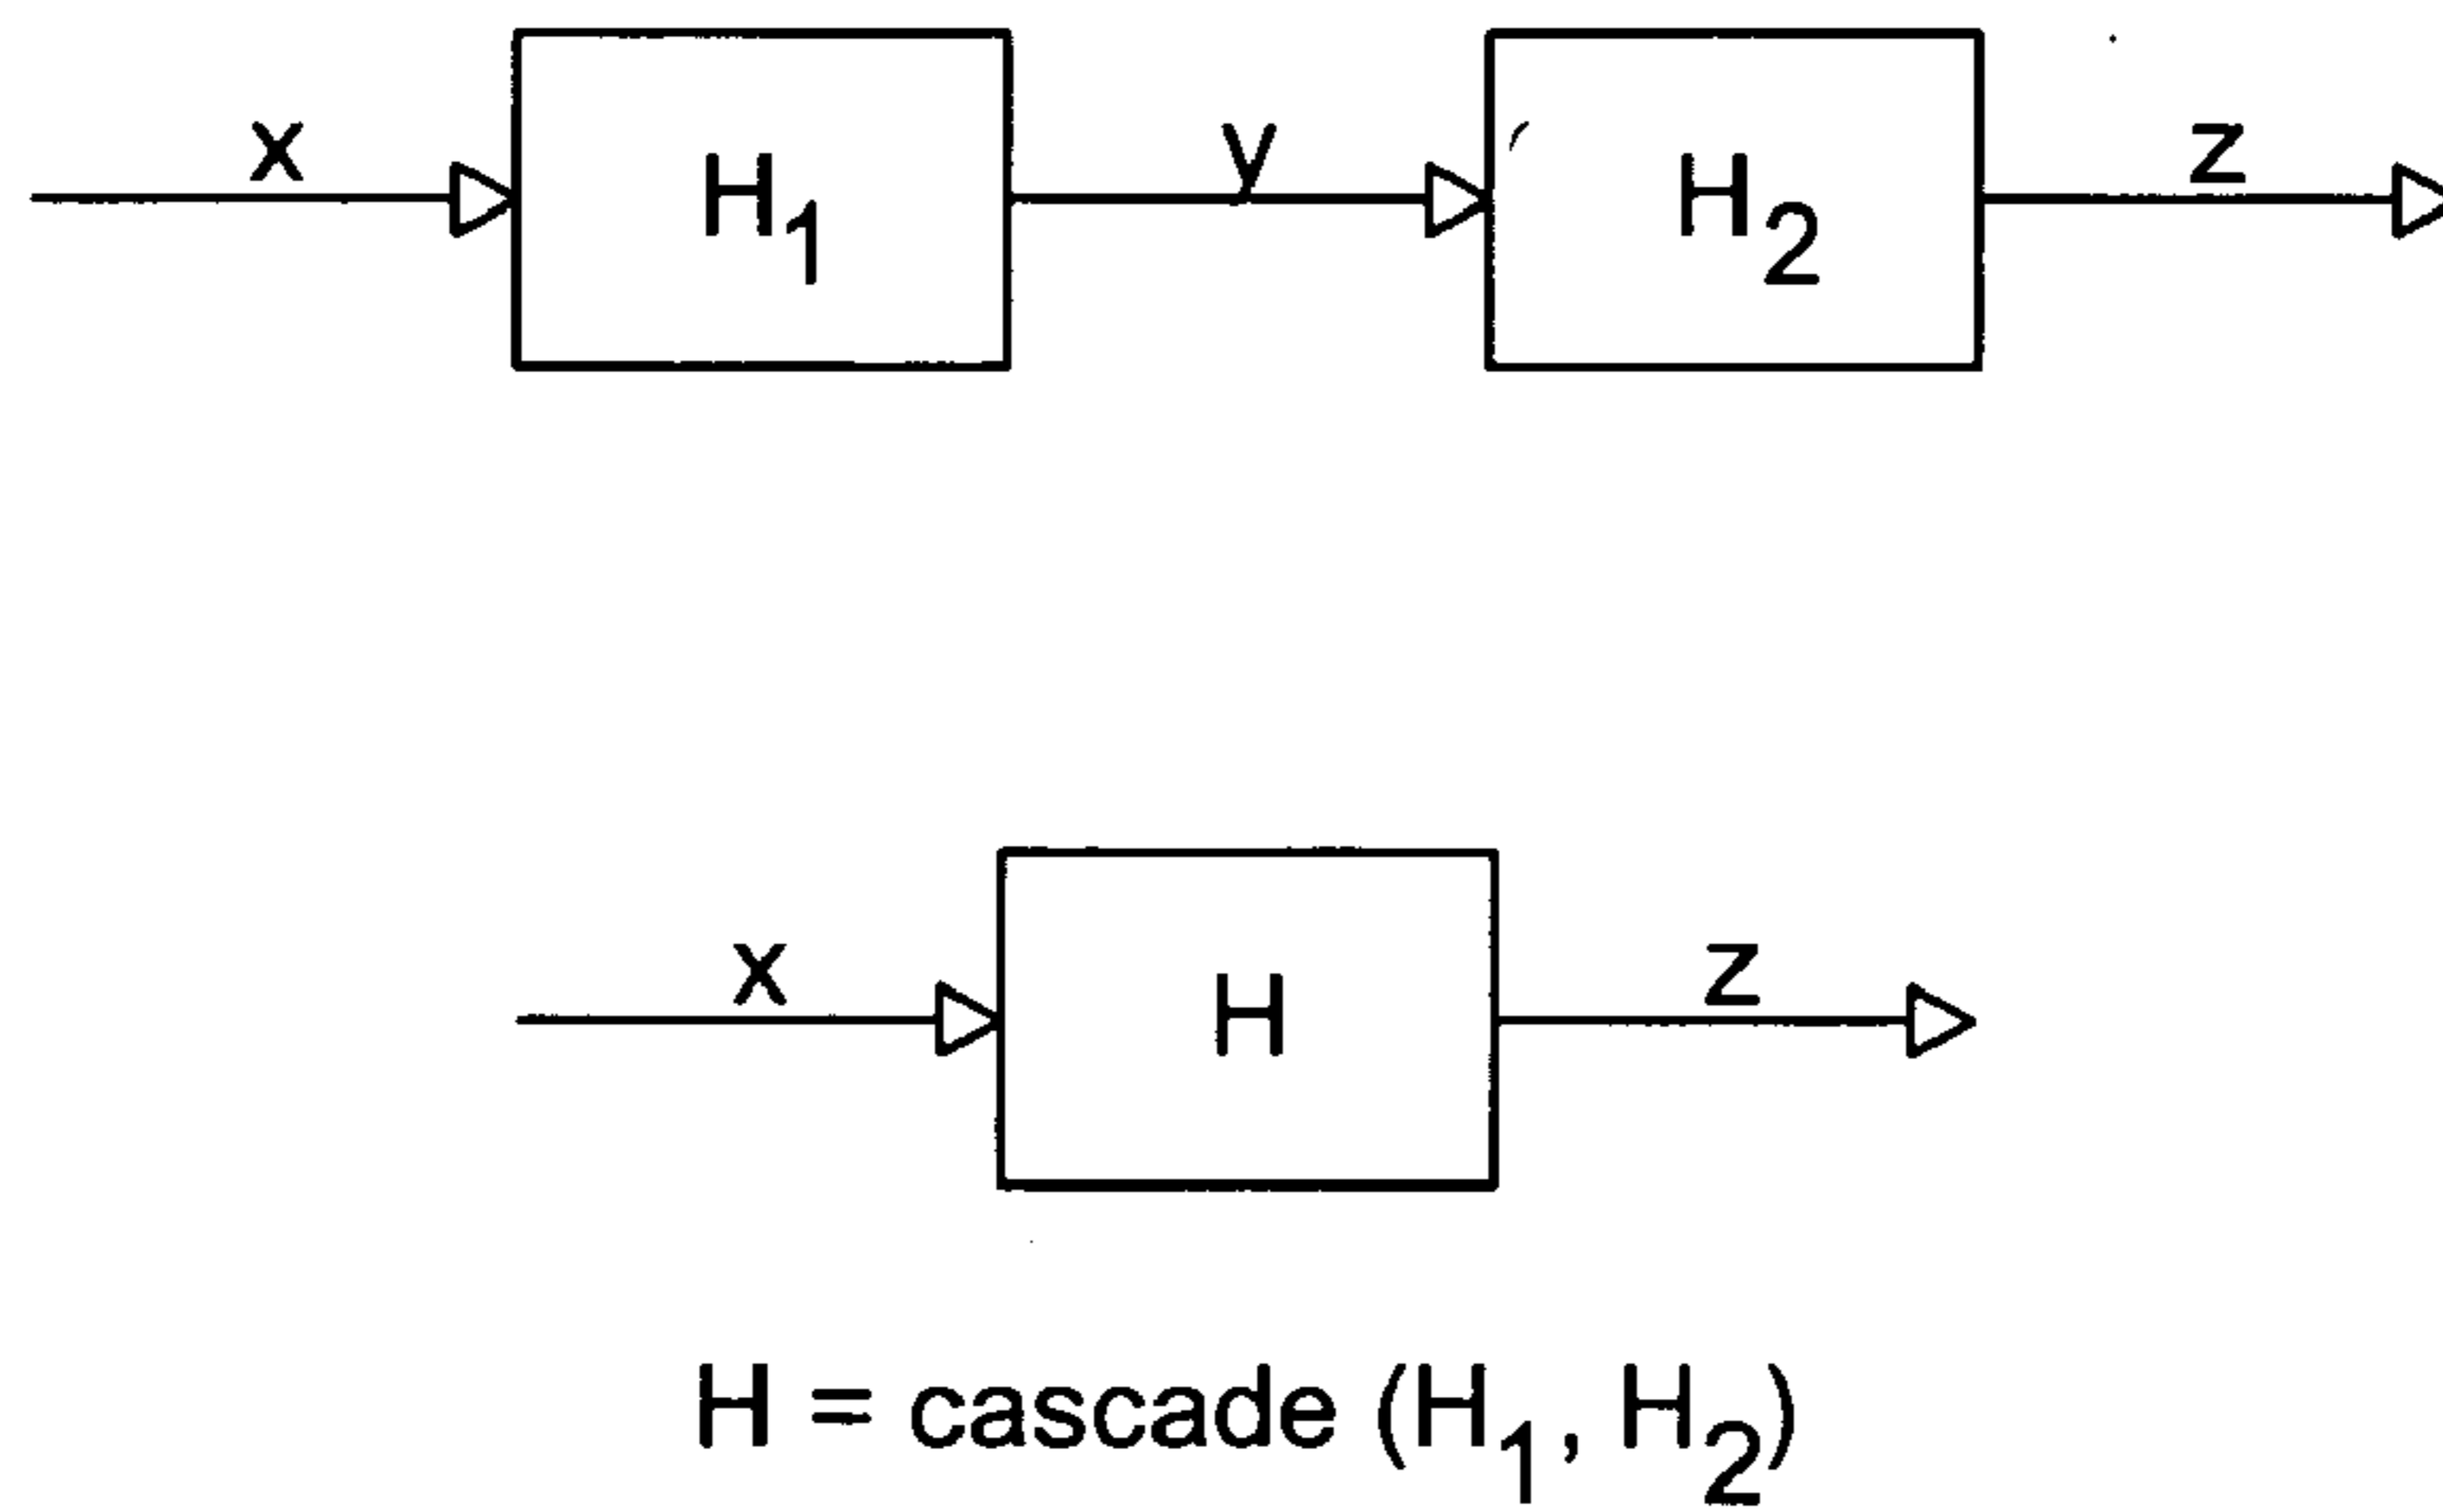 x H₁ y H₂ z
x H z
H = cascade (H₁, H₂)